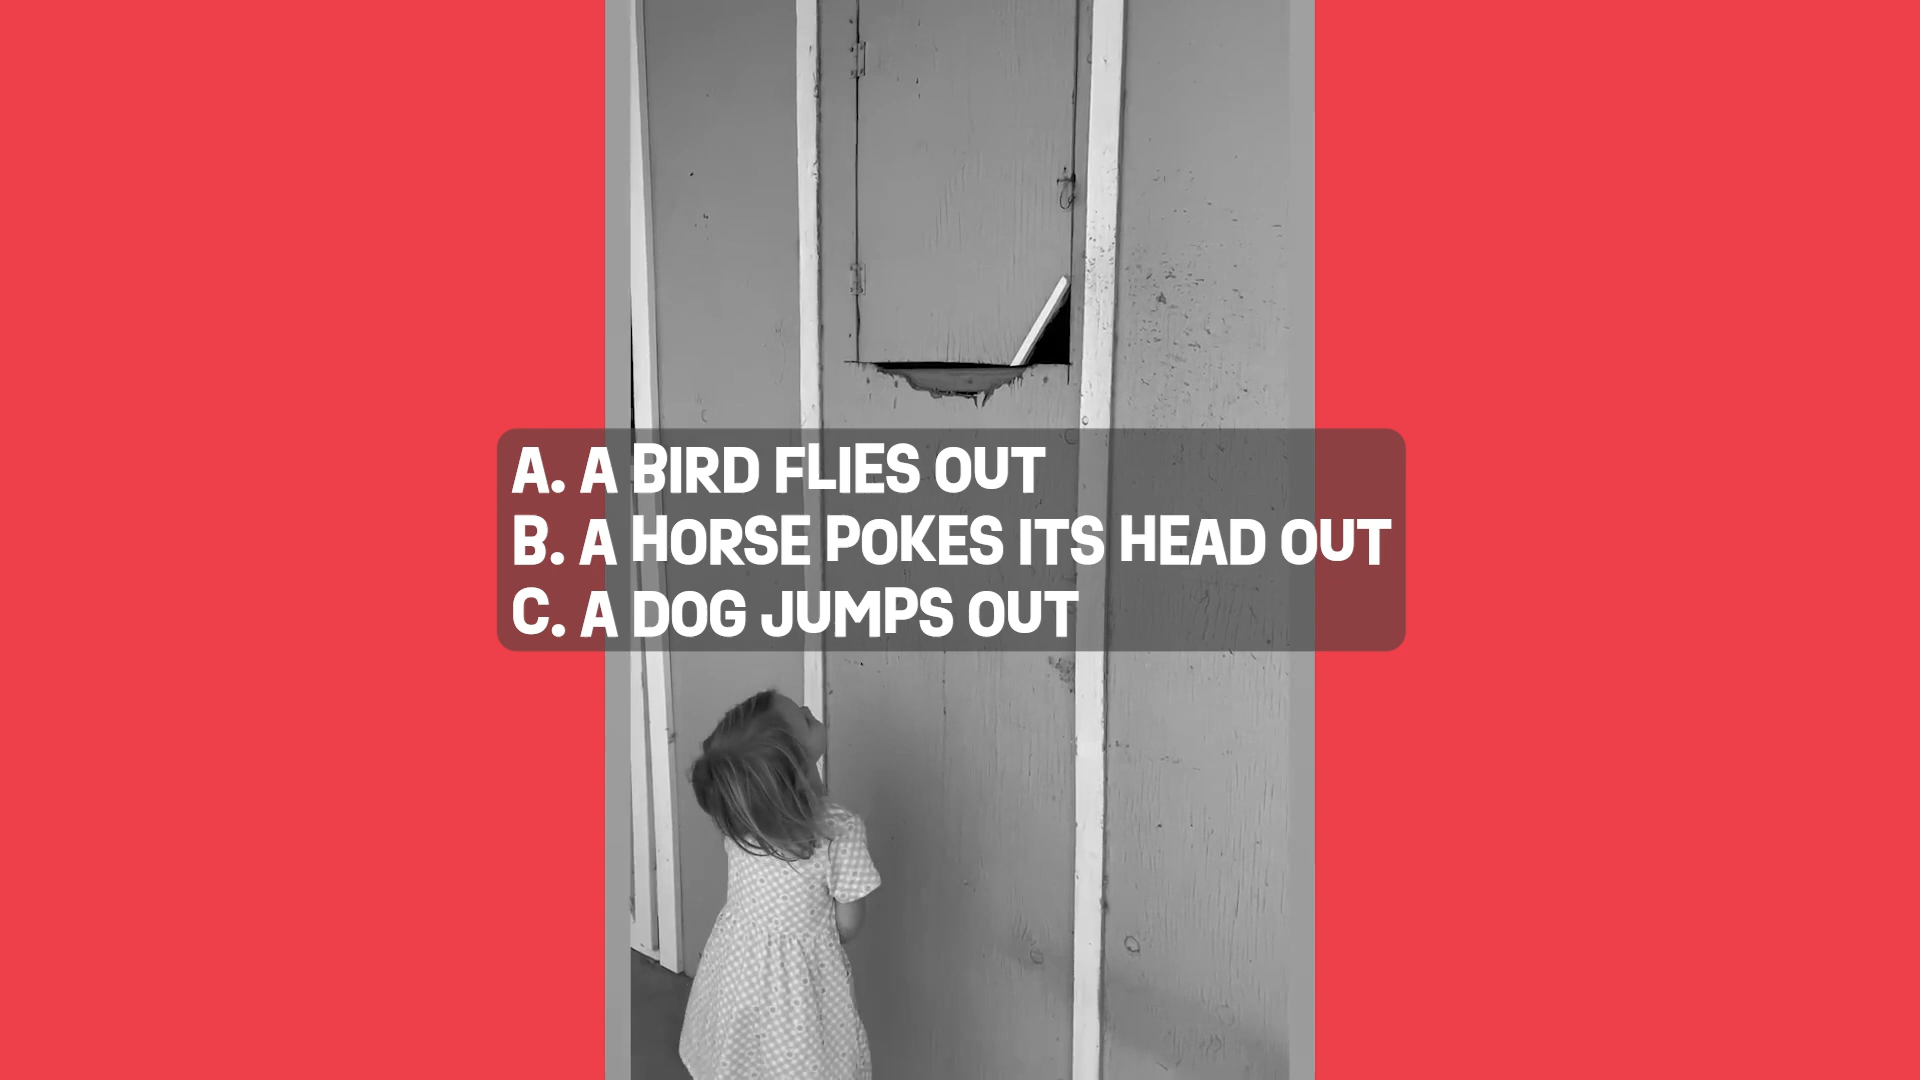 A. A BIRD FLIES OUT
B. A HORSE POKES ITS HEAD OUT
C. A DOG JUMPS OUT